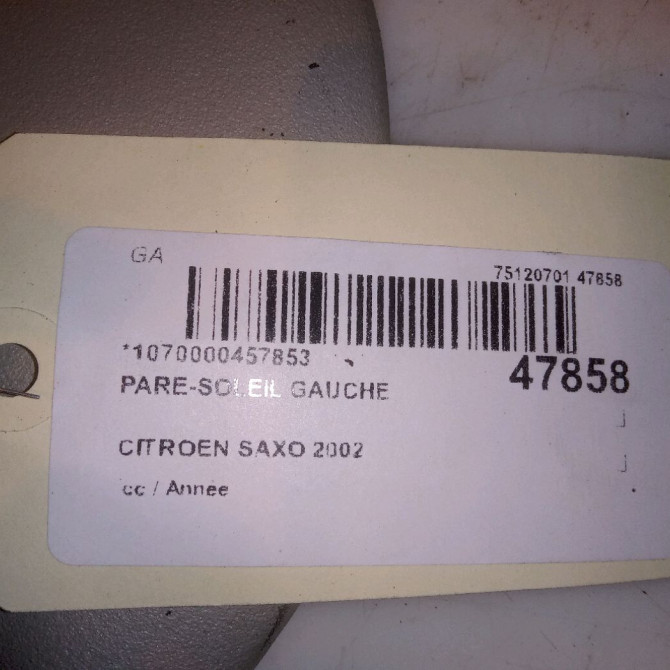 GA
75120701 47858
*1070000457853
47858
PARE-SOLEIL GAUCHE
CITROEN SAXO 2002
cc / Annee